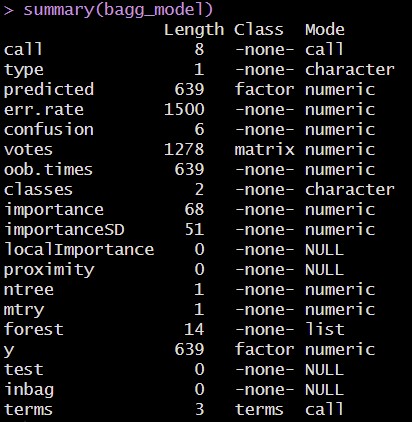 > summary(bagg_model)
                Length Class  Mode
call               8   -none- call
type               1   -none- character
predicted        639   factor numeric
err.rate        1500   -none- numeric
confusion          6   -none- numeric
votes           1278   matrix numeric
oob.times        639   -none- numeric
classes            2   -none- character
importance        68   -none- numeric
importanceSD      51   -none- numeric
localImportance    0   -none- NULL
proximity          0   -none- NULL
ntree              1   -none- numeric
mtry               1   -none- numeric
forest            14   -none- list
y                639   factor numeric
test               0   -none- NULL
inbag              0   -none- NULL
terms              3   terms  call